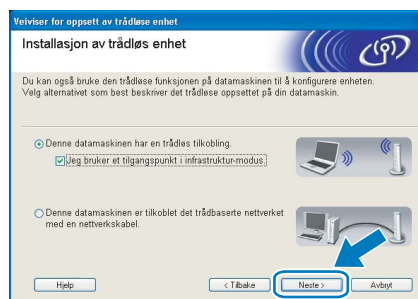 Veiviser for oppsett av trådløse enhet
Installasjon av trådløs enhet
Du kan også bruke den trådløse funksjonen på datamaskinen til å konfigurere enheten.
Velg alternativet som best beskriver det trådløse oppsettet på din datamaskin.
Denne datamaskinen har en trådløs tilkobling.
Jeg bruker et tilgangspunkt i infrastruktur-modus.
Denne datamaskinen er tilkoblet det trådbaserte nettverket
med en nettverkskabel.
Hjelp
< Tilbake
Neste >
Avbryt